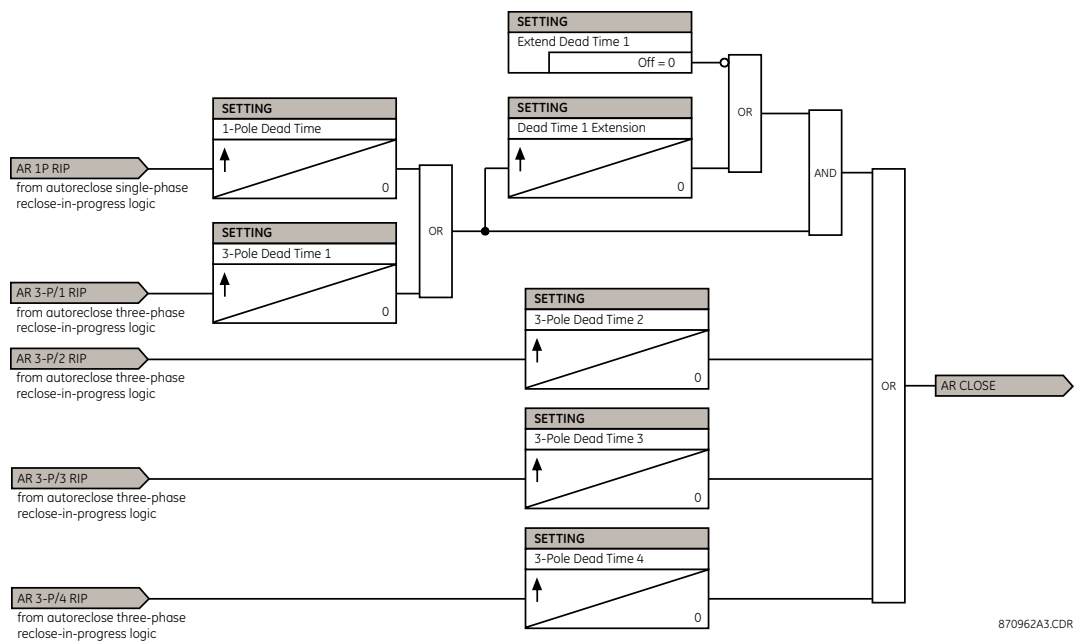 SETTING
Extend Dead Time 1
Off = 0
SETTING
1-Pole Dead Time
0
SETTING
Dead Time 1 Extension
0
OR
AND
AR 1P RIP
from autoreclose single-phase
reclose-in-progress logic
SETTING
3-Pole Dead Time 1
0
OR
AR 3-P/1 RIP
from autoreclose three-phase
reclose-in-progress logic
SETTING
3-Pole Dead Time 2
0
AR 3-P/2 RIP
from autoreclose three-phase
reclose-in-progress logic
OR
AR CLOSE
SETTING
3-Pole Dead Time 3
0
AR 3-P/3 RIP
from autoreclose three-phase
reclose-in-progress logic
SETTING
3-Pole Dead Time 4
0
AR 3-P/4 RIP
from autoreclose three-phase
reclose-in-progress logic
870962A3.CDR